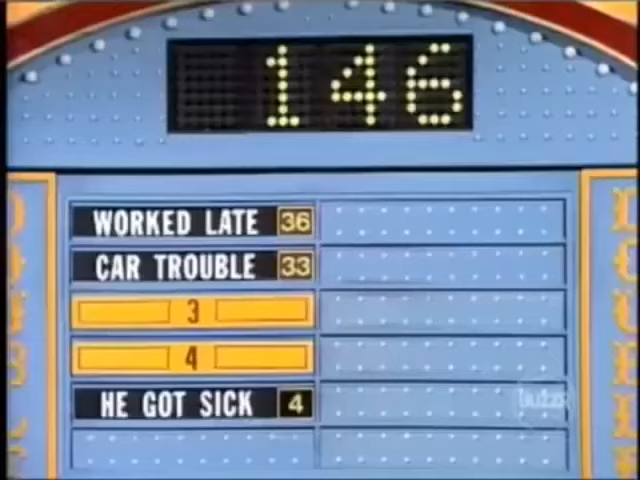 146
WORKED LATE 36
CAR TROUBLE 33
3
4
HE GOT SICK 4